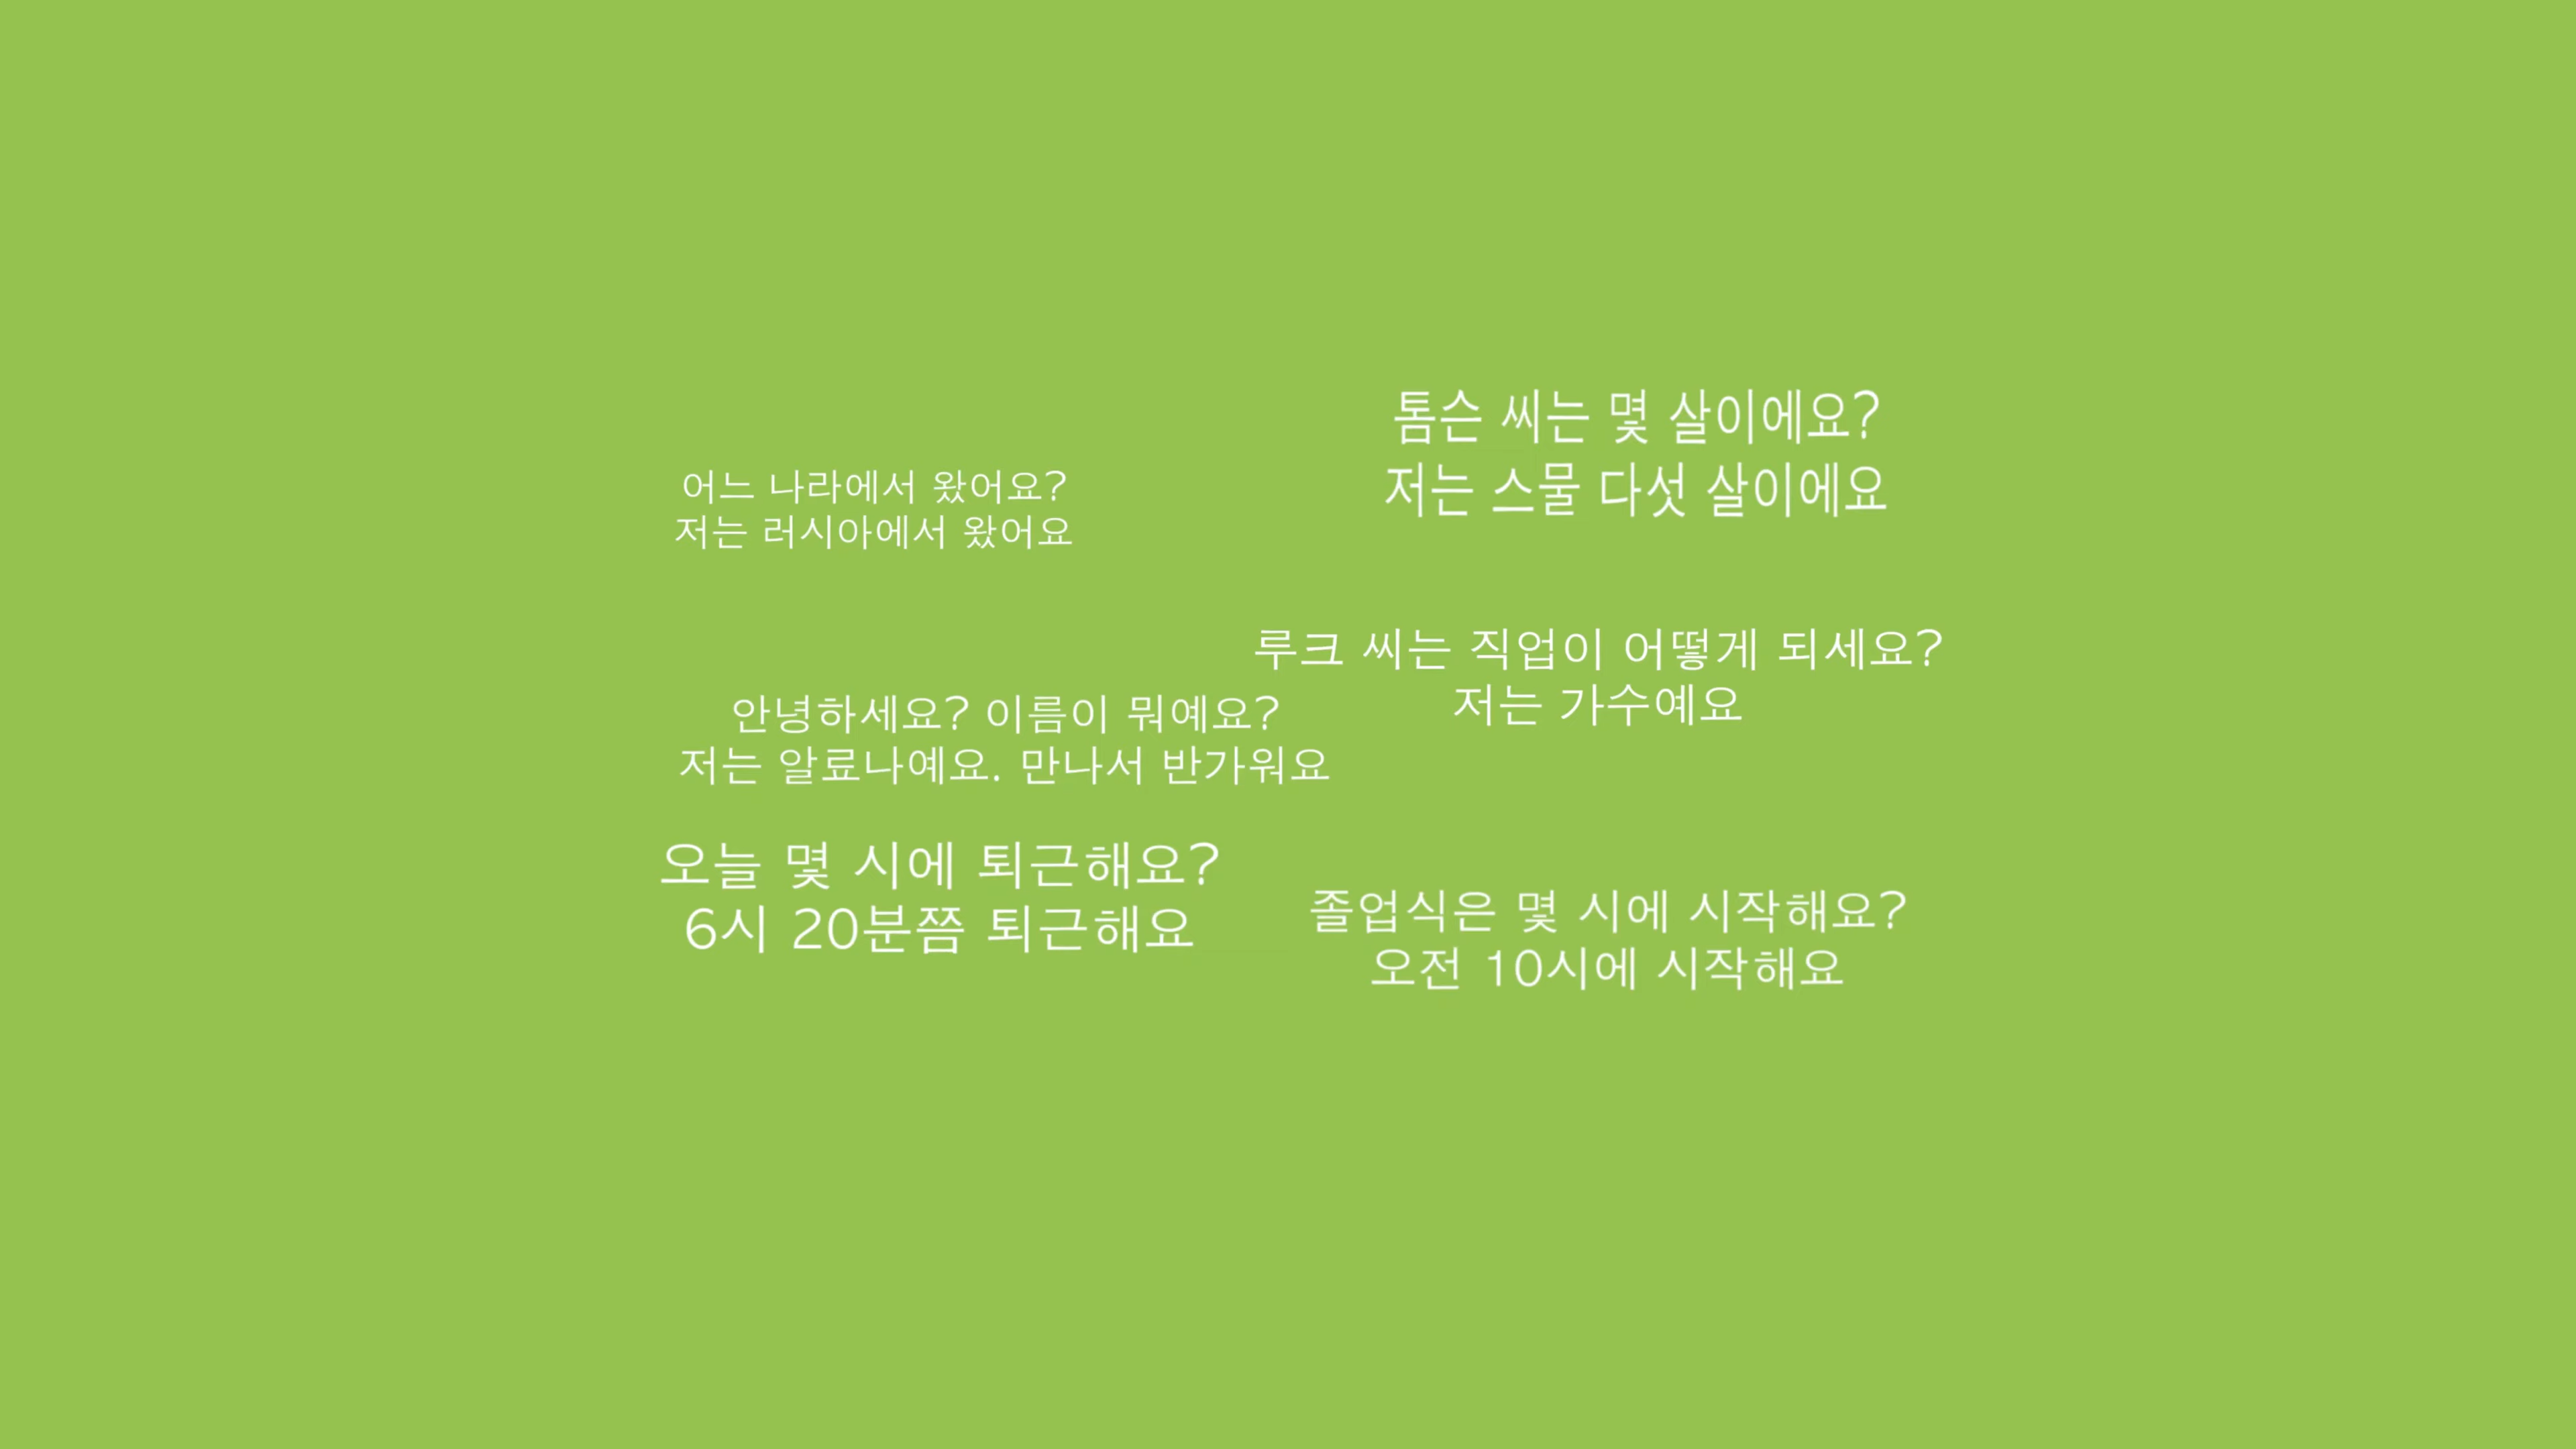 어느 나라에서 왔어요?
저는 러시아에서 왔어요
안녕하세요? 이름이 뭐예요?
저는 알료나예요. 만나서 반가워요
오늘 몇 시에 퇴근해요?
6시 20분쯤 퇴근해요
톰슨 씨는 몇 살이에요?
저는 스물 다섯 살이에요
루크 씨는 직업이 어떻게 되세요?
저는 가수예요
졸업식은 몇 시에 시작해요?
오전 10시에 시작해요